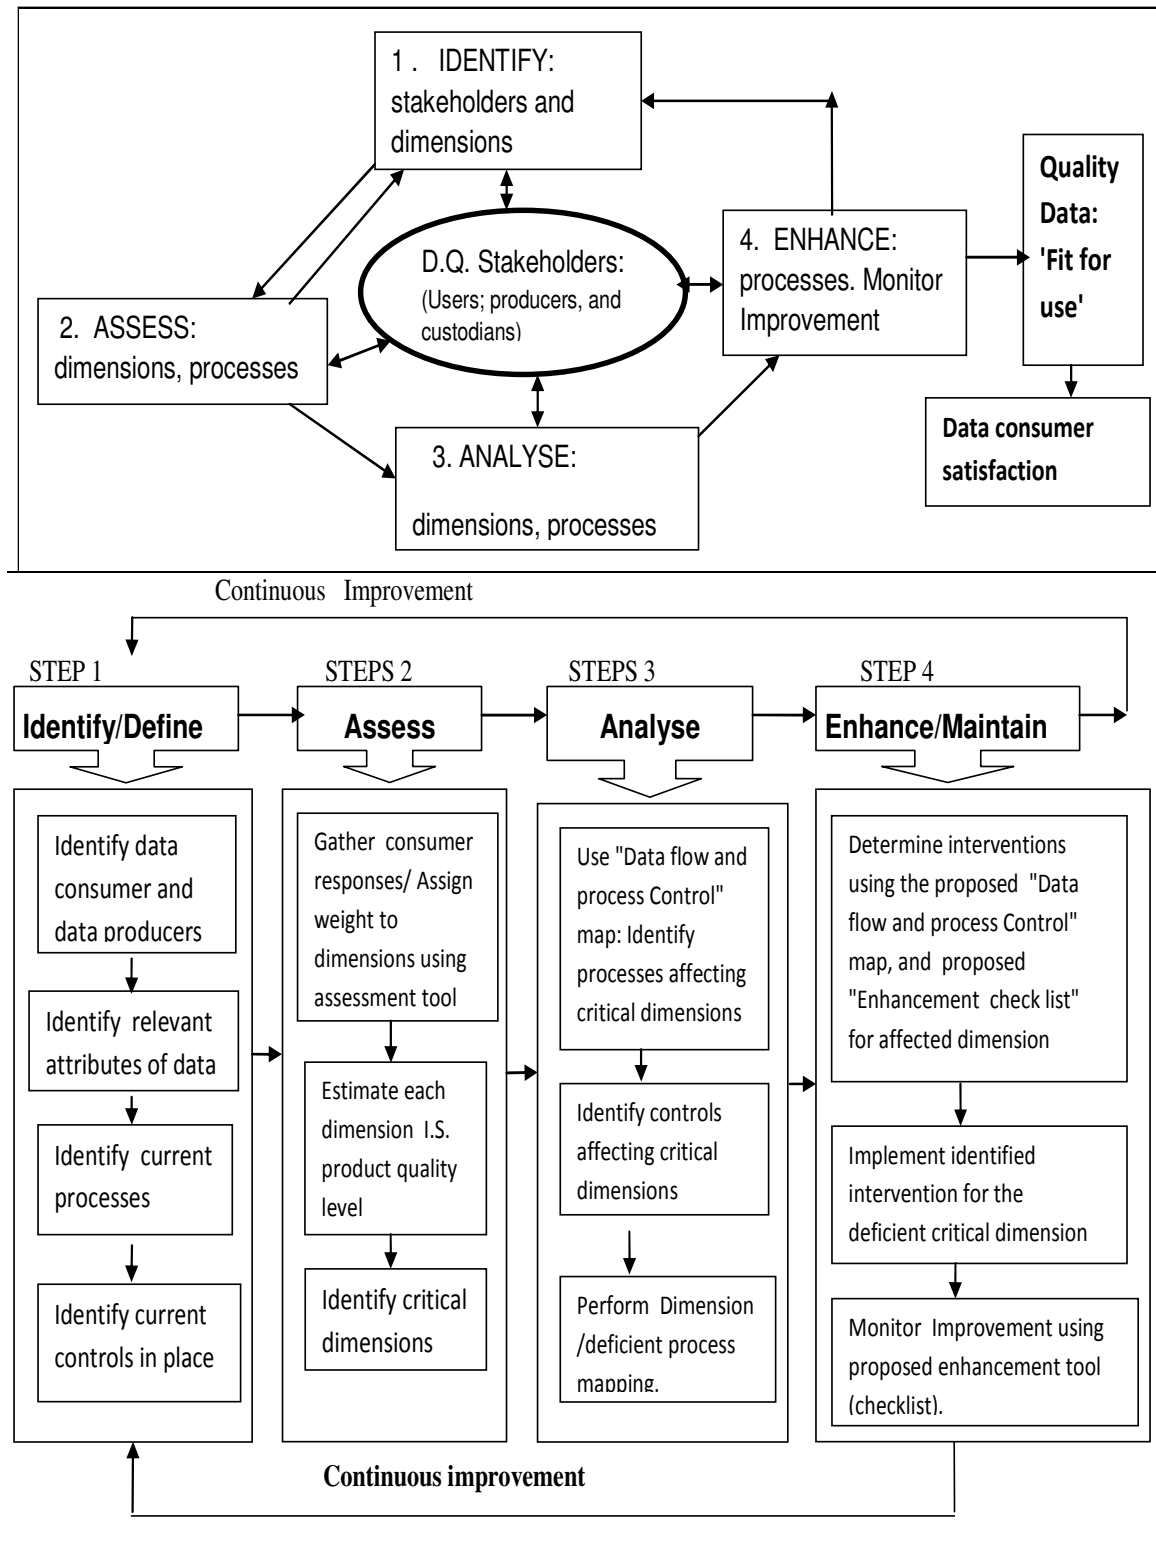 1 . IDENTIFY:
stakeholders and
dimensions
Quality
Data:
'Fit for
use'
D.Q. Stakeholders:
(Users; producers, and
custodians)
4. ENHANCE:
processes. Monitor
Improvement
2. ASSESS:
dimensions, processes
Data consumer
satisfaction
3. ANALYSE:
dimensions, processes
Continuous Improvement
STEP 1
Identify/Define
STEPS 2
Assess
STEPS 3
Analyse
STEP 4
Enhance/Maintain
Identify data
consumer and
data producers
Identify relevant
attributes of data
Identify current
processes
Identify current
controls in place
Gather consumer
responses/ Assign
weight to
dimensions using
assessment tool
Estimate each
dimension I.S.
product quality
level
Identify critical
dimensions
Use "Data flow and
process Control"
map: Identify
processes affecting
critical dimensions
Identify controls
affecting critical
dimensions
Perform Dimension
/deficient process
mapping.
Determine interventions
using the proposed "Data
flow and process Control"
map, and proposed
"Enhancement check list"
for affected dimension
Implement identified
intervention for the
deficient critical dimension
Monitor Improvement using
proposed enhancement tool
(checklist).
Continuous improvement